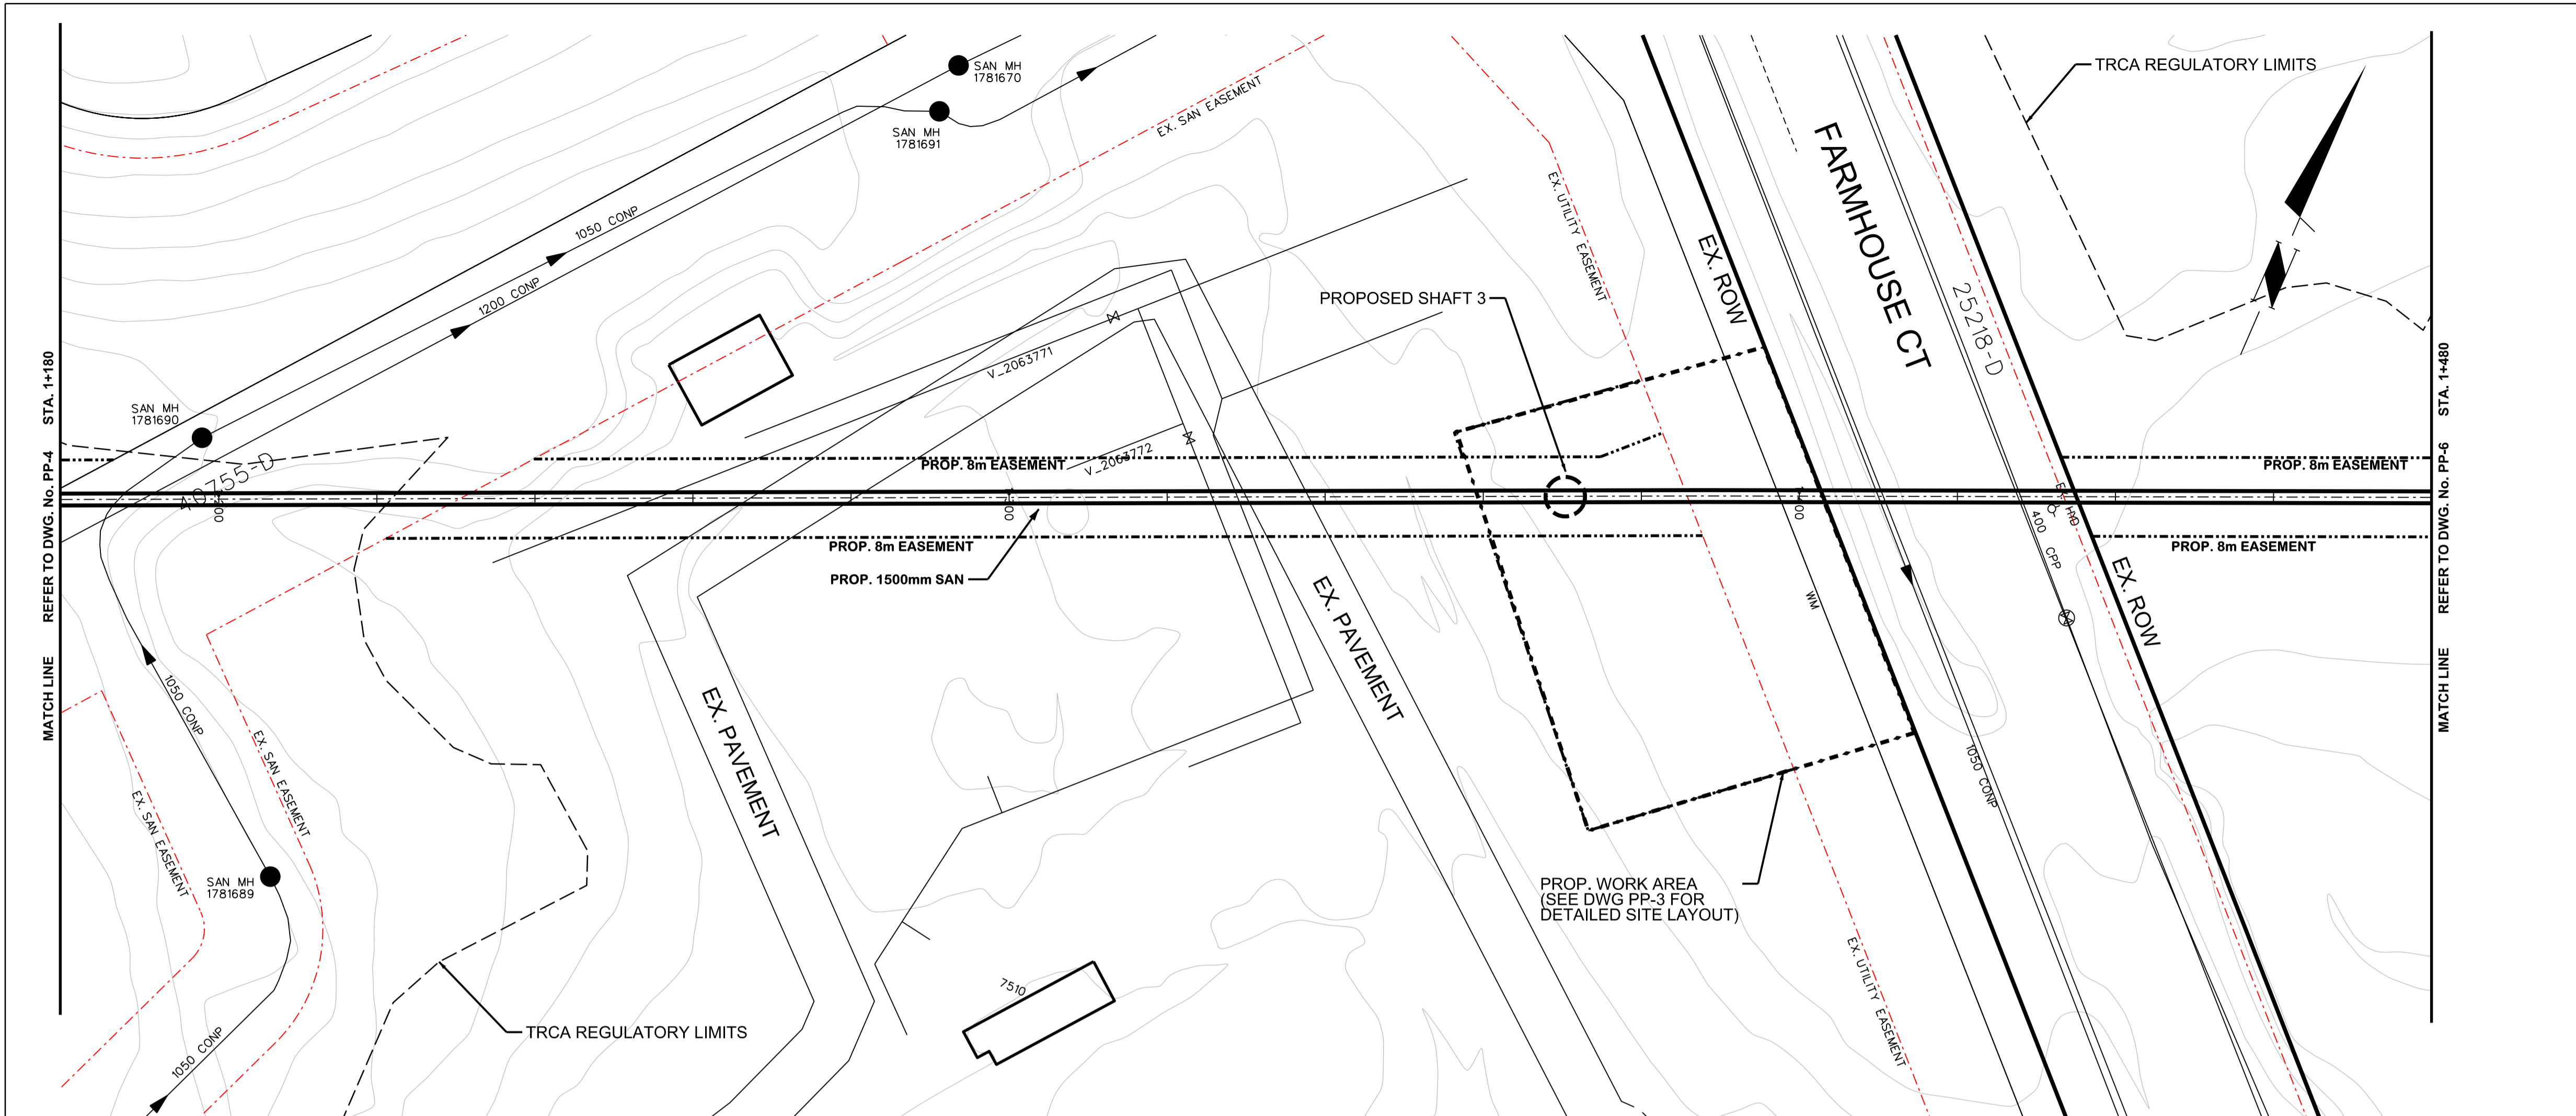 SAN MH
1781670
TRCA REGULATORY LIMITS
SAN MH
1781691
EX. SAN EASEMENT
1050 CONP
1200 CONP
EX. UTILITY EASEMENT
FARMHOUSE CT
EX. ROW
25218-D
PROPOSED SHAFT 3
V_2063771
V_2063772
SAN MH
1781690
40755-D
MATCH LINE REFER TO DWG. No. PP-4 STA. 1+180
MATCH LINE REFER TO DWG. No. PP-6 STA. 1+480
PROP. 8m EASEMENT
PROP. 8m EASEMENT
PROP. 8m EASEMENT
PROP. 8m EASEMENT
PROP. 1500mm SAN
400 CPP
WM
EX. ROW
EX. PAVEMENT
EX. PAVEMENT
1050 CONP
EX. SAN EASEMENT
EX. SAN EASEMENT
1050 CONP
SAN MH
1781689
PROP. WORK AREA
(SEE DWG PP-3 FOR
DETAILED SITE LAYOUT)
EX. UTILITY EASEMENT
7510
TRCA REGULATORY LIMITS
1050 CONP